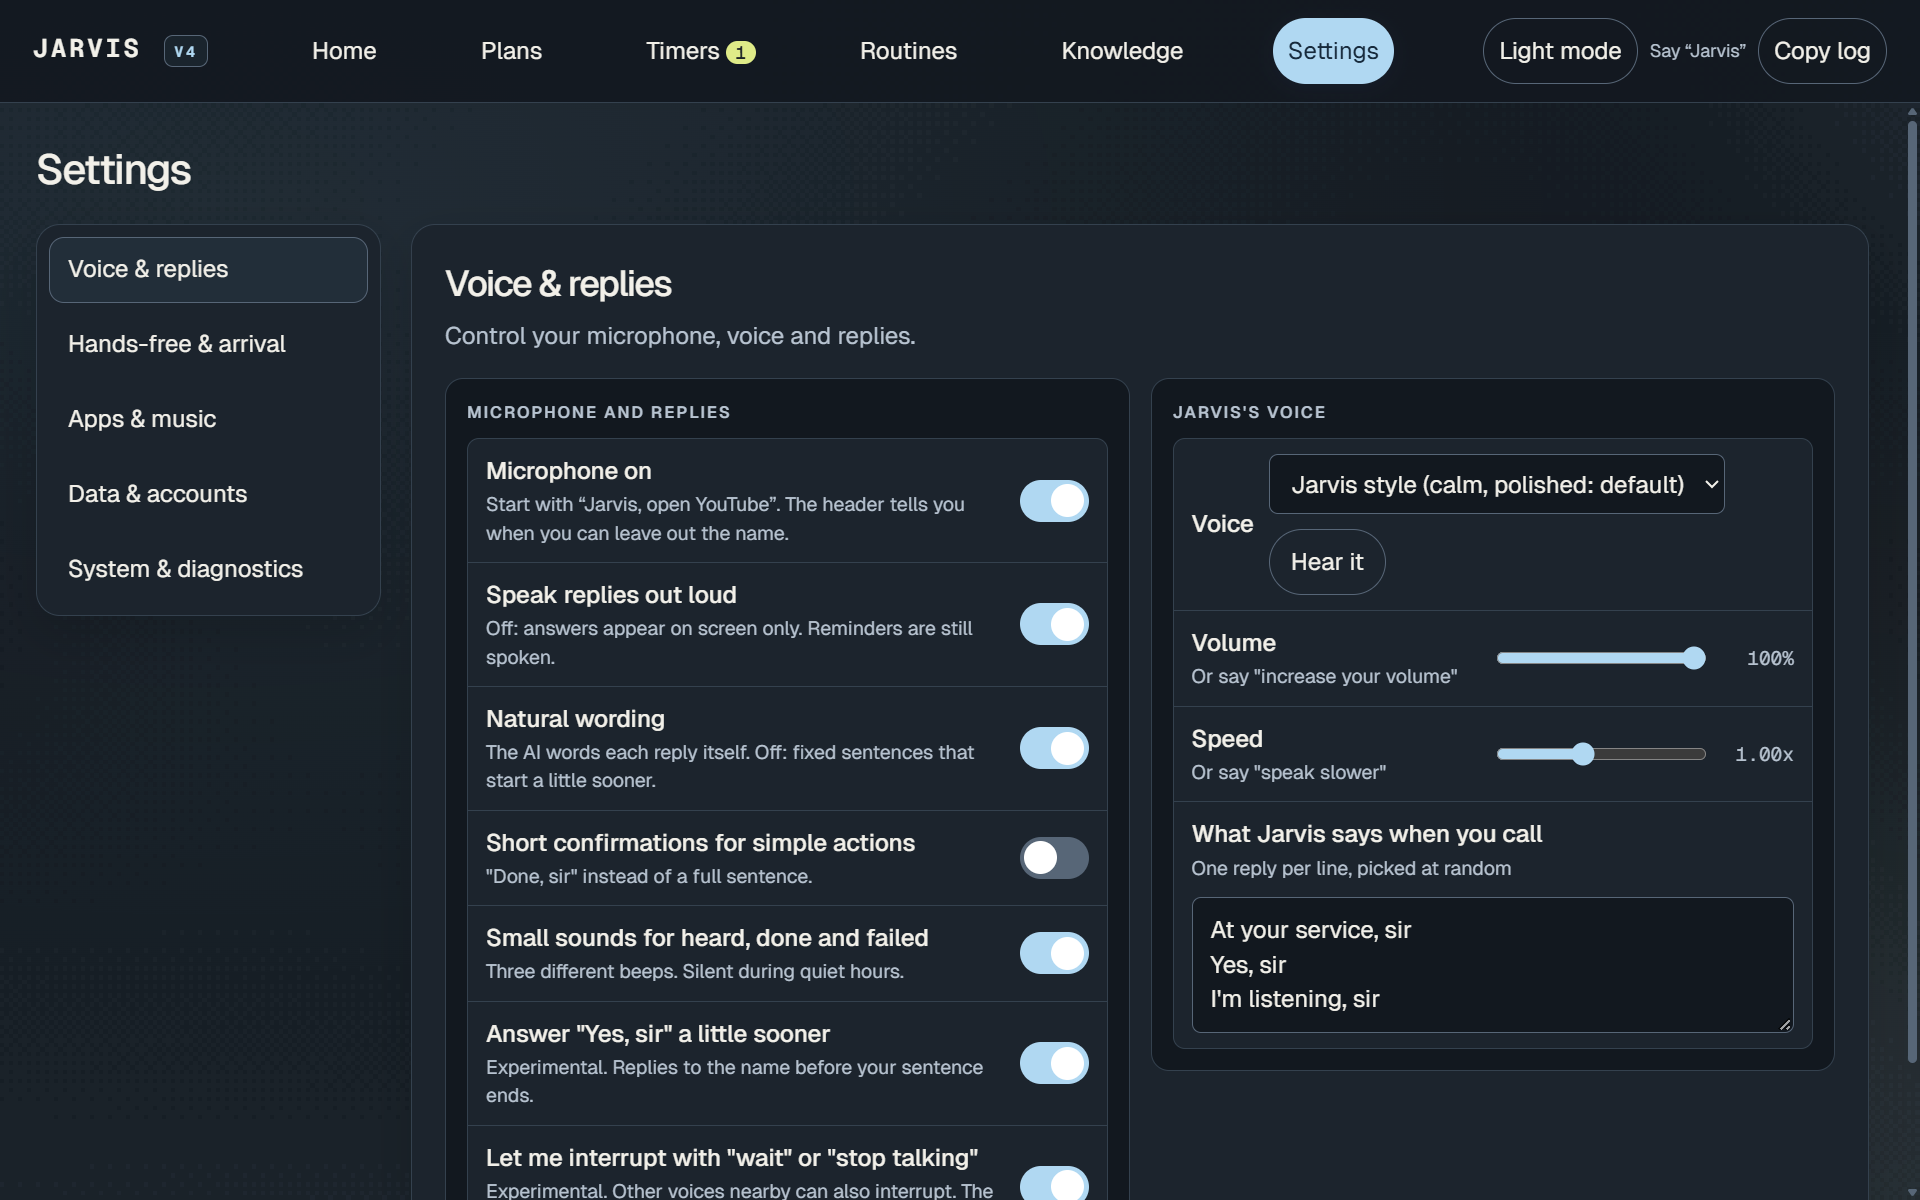 JARVIS V4 Home Plans Timers 1 Routines Knowledge Settings Light mode Say “Jarvis” Copy log
Settings
Voice & replies
Hands-free & arrival
Apps & music
Data & accounts
System & diagnostics
Voice & replies
Control your microphone, voice and replies.
MICROPHONE AND REPLIES
Microphone on
Start with “Jarvis, open YouTube”. The header tells you
when you can leave out the name.
Speak replies out loud
Off: answers appear on screen only. Reminders are still
spoken.
Natural wording
The AI words each reply itself. Off: fixed sentences that
start a little sooner.
Short confirmations for simple actions
"Done, sir" instead of a full sentence.
Small sounds for heard, done and failed
Three different beeps. Silent during quiet hours.
Answer "Yes, sir" a little sooner
Experimental. Replies to the name before your sentence
ends.
Let me interrupt with "wait" or "stop talking"
Experimental. Other voices nearby can also interrupt. The
JARVIS'S VOICE
Voice
Jarvis style (calm, polished: default)
Hear it
Volume
Or say "increase your volume"
100%
Speed
Or say "speak slower"
1.00x
What Jarvis says when you call
One reply per line, picked at random
At your service, sir
Yes, sir
I'm listening, sir